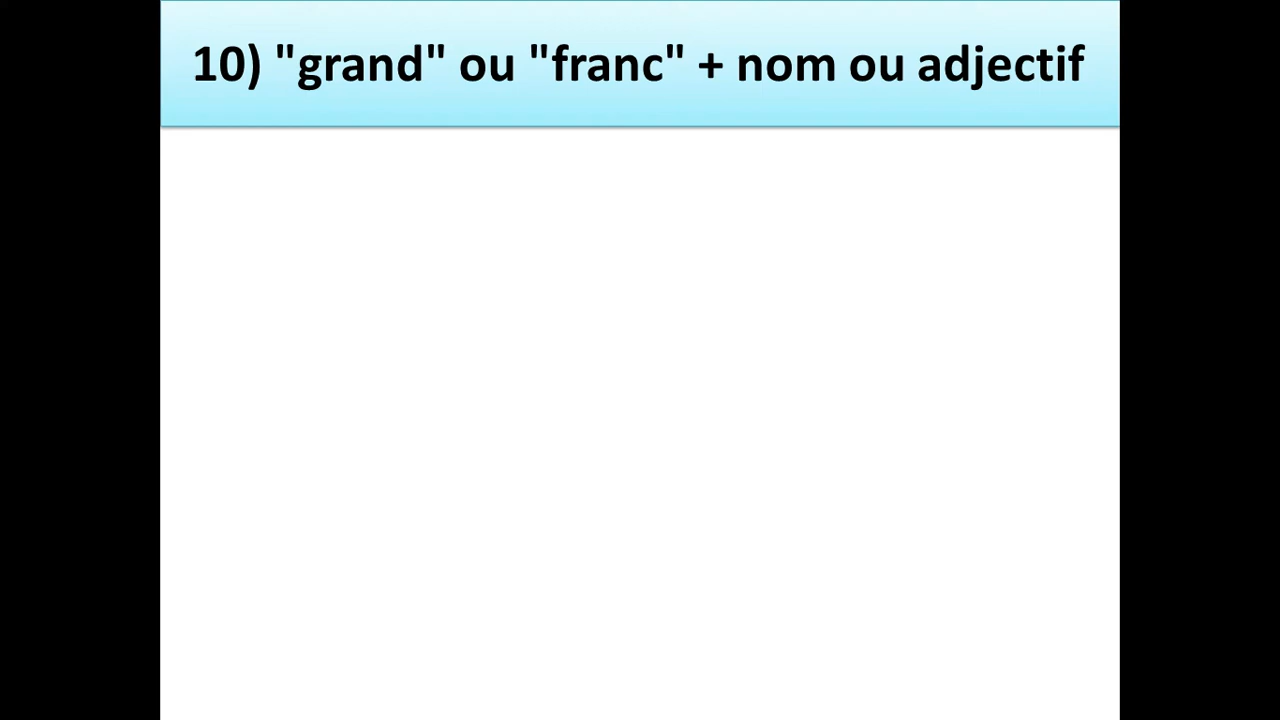 10) "grand" ou "franc" + nom ou adjectif